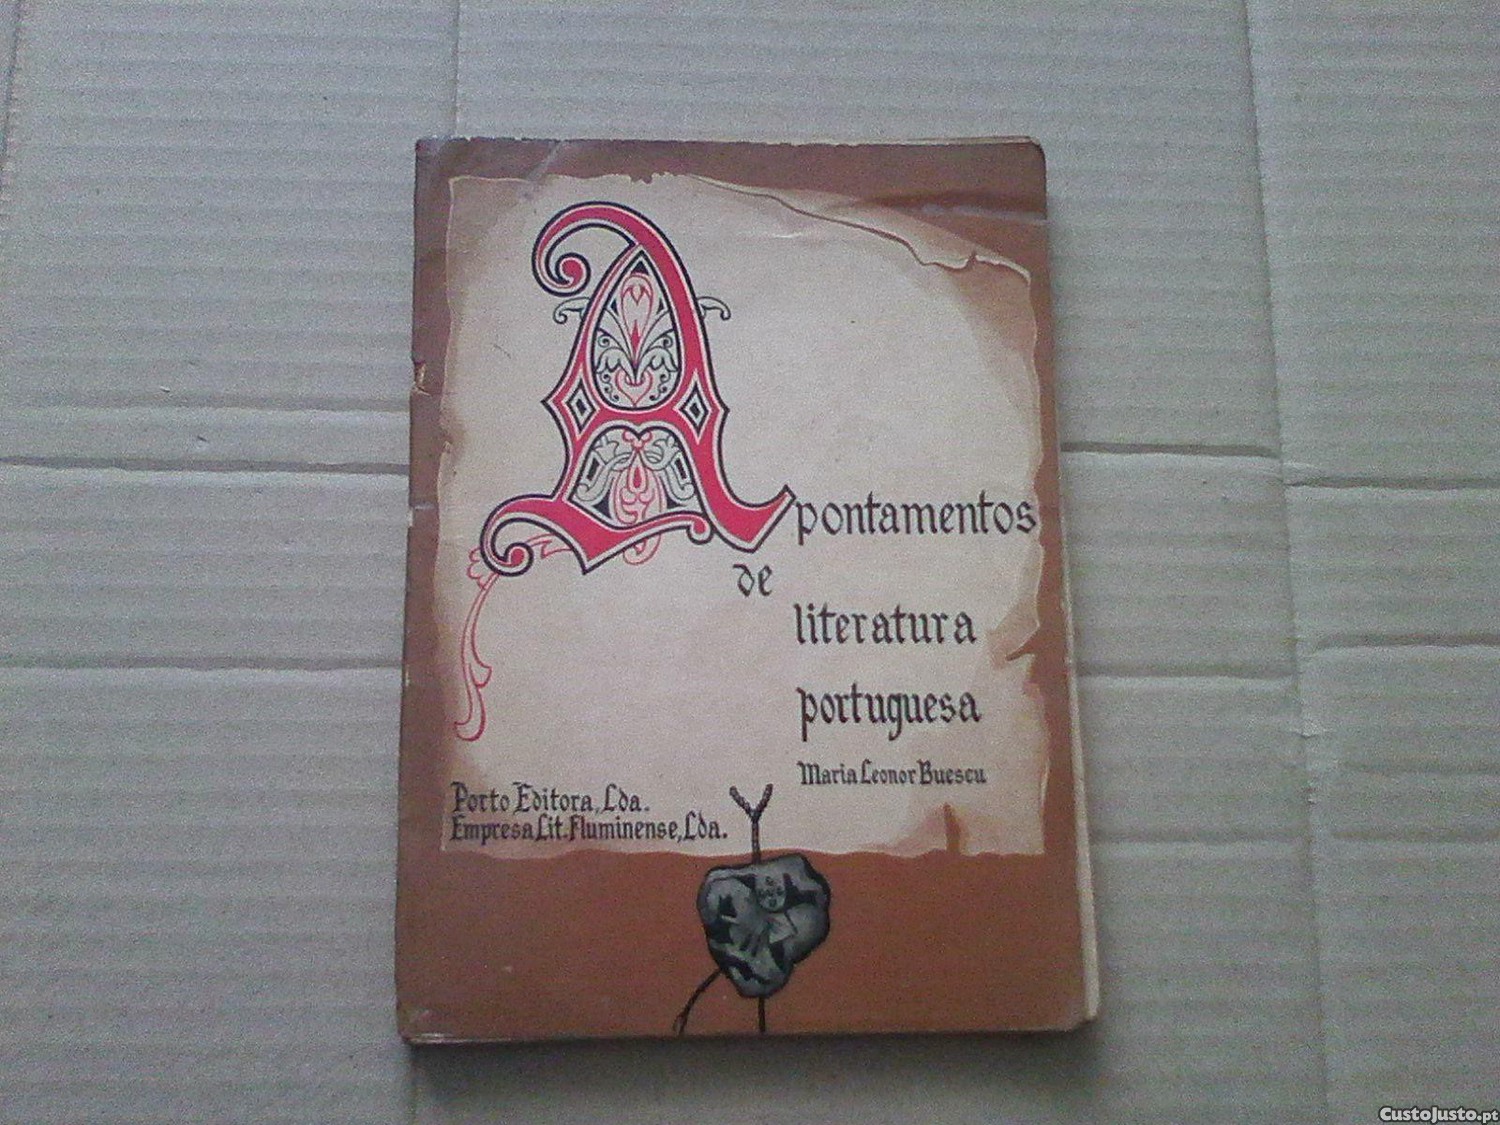 Apontamentos
de
literatura
portuguesa
Maria Leonor Buescu
Porto Editora, Lda.
Empresa Lit. Fluminense, Lda.
CustoJusto.pt